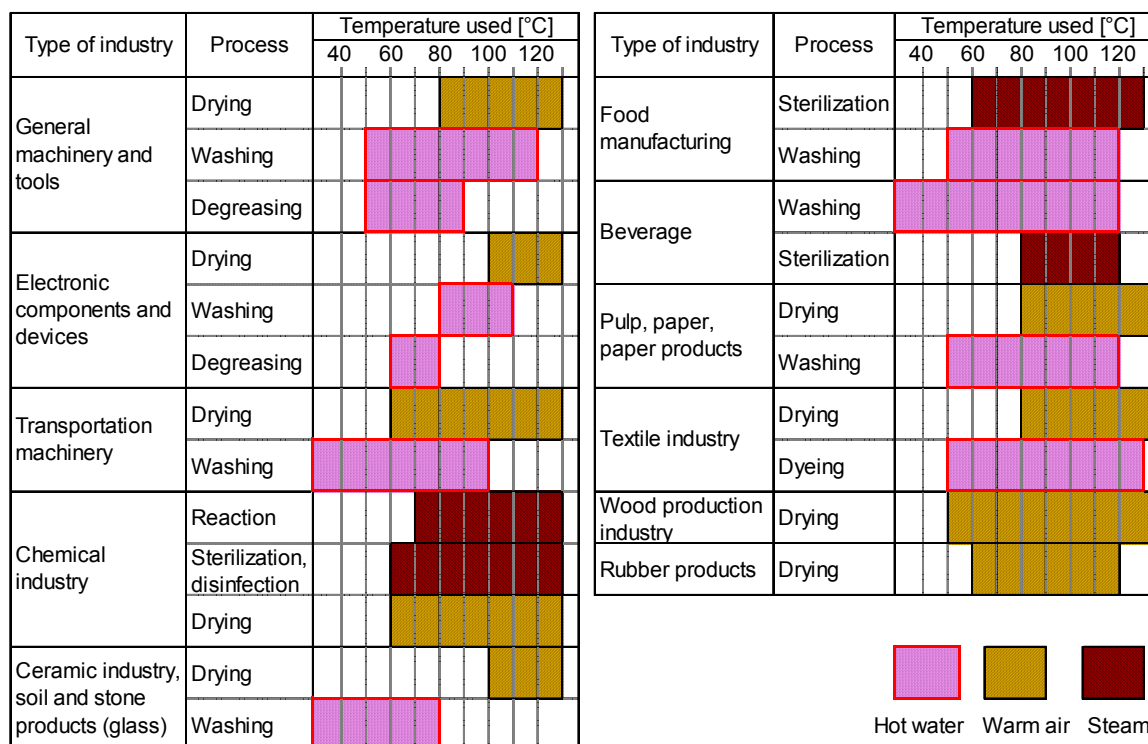 Type of industry Process Temperature used [°C]
40 60 80 100 120
General
machinery and
tools
Drying
Washing
Degreasing
Electronic
components and
devices
Drying
Washing
Degreasing
Transportation
machinery
Drying
Washing
Chemical
industry
Reaction
Sterilization,
disinfection
Drying
Ceramic industry,
soil and stone
products (glass)
Drying
Washing
Type of industry Process Temperature used [°C]
40 60 80 100 120
Food
manufacturing
Sterilization
Washing
Beverage
Washing
Sterilization
Pulp, paper,
paper products
Drying
Washing
Textile industry
Drying
Dyeing
Wood production
industry
Drying
Rubber products Drying
Hot water Warm air Steam